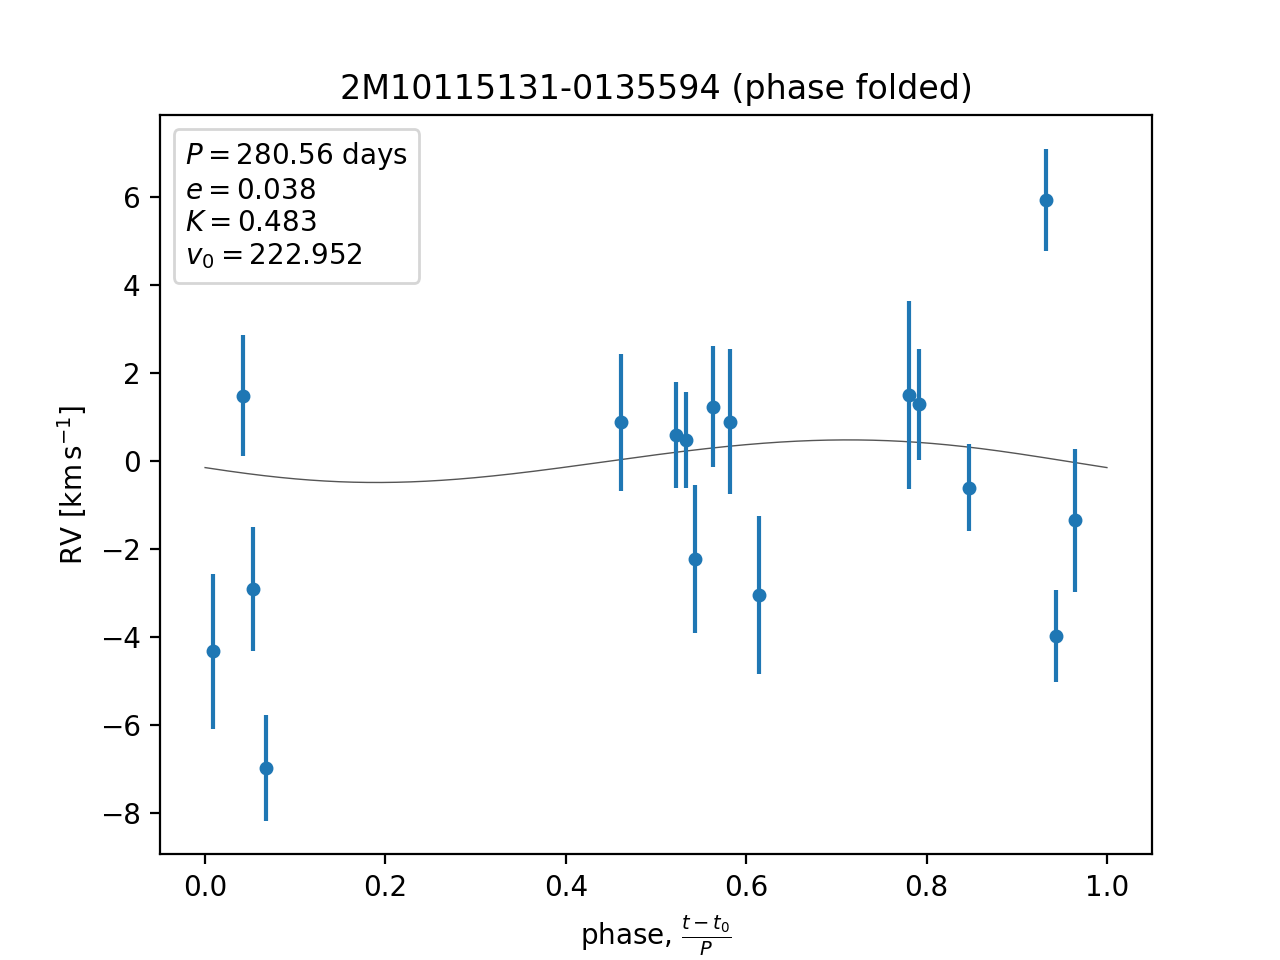 2M10115131-0135594 (phase folded)
P = 280.56 days
e = 0.038
K = 0.483
v₀ = 222.952
6
4
2
0
−2
−4
−6
−8
RV [km s⁻¹]
0.0 0.2 0.4 0.6 0.8 1.0
phase, (t − t₀)/P